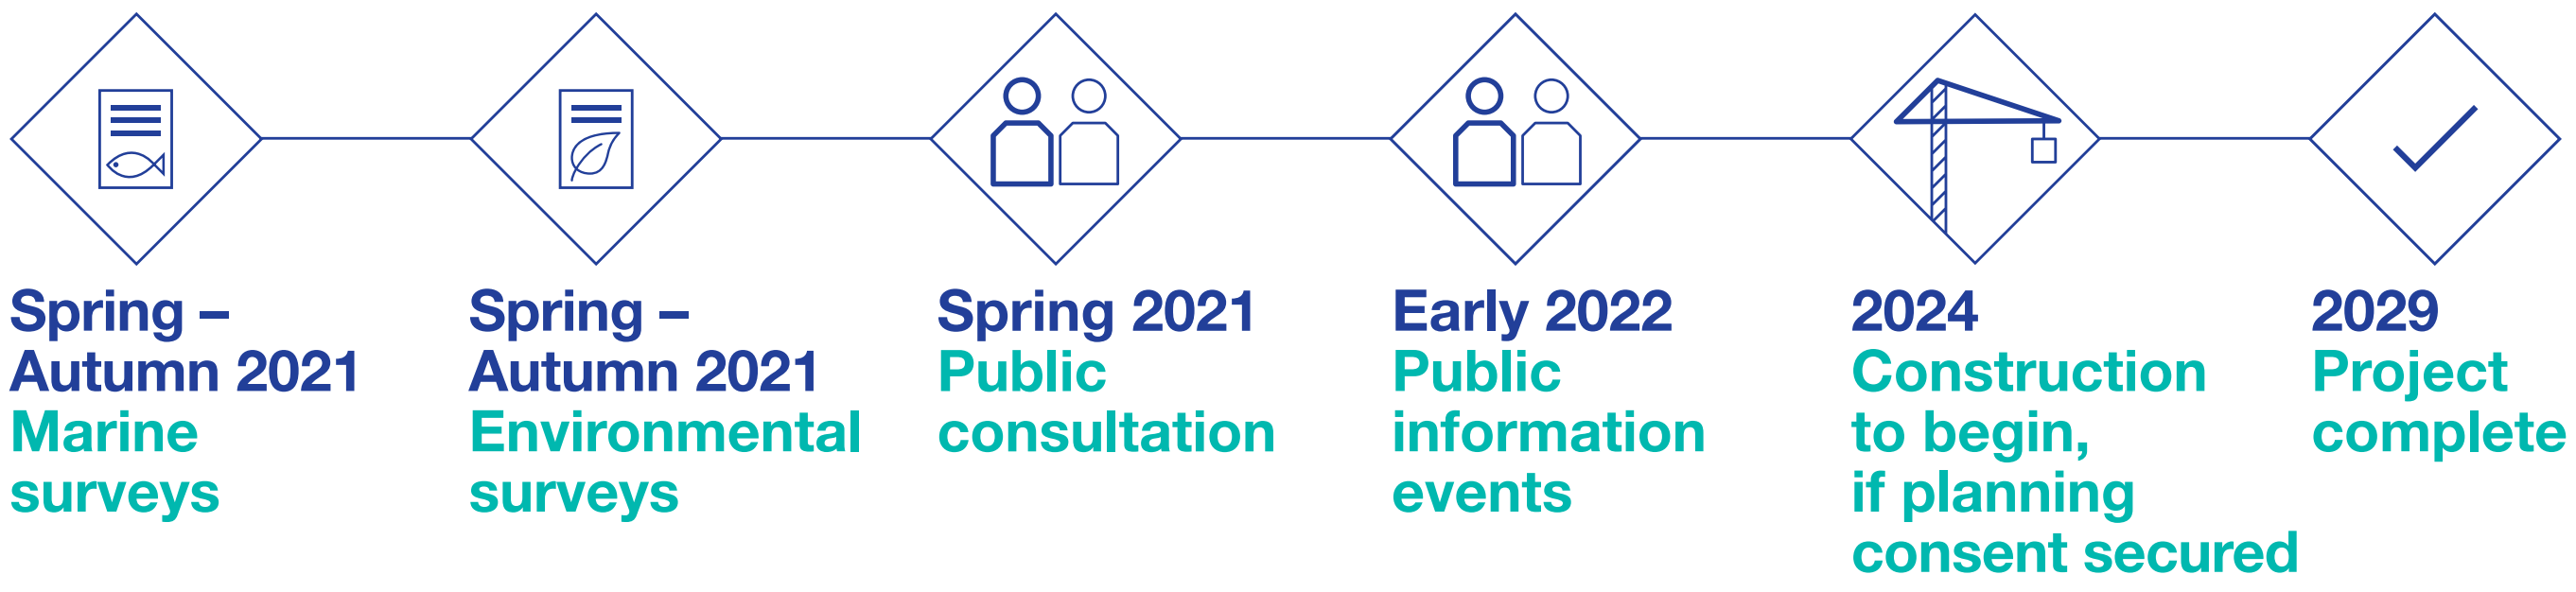 Spring –
Autumn 2021
Marine
surveys
Spring –
Autumn 2021
Environmental
surveys
Spring 2021
Public
consultation
Early 2022
Public
information
events
2024
Construction
to begin,
if planning
consent secured
2029
Project
complete